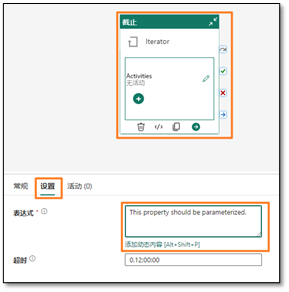 截止
Iterator
Activities
无活动
常规 设置 活动 (0)
表达式 * This property should be parameterized.
添加动态内容 [Alt+Shift+P]
超时 0.12:00:00